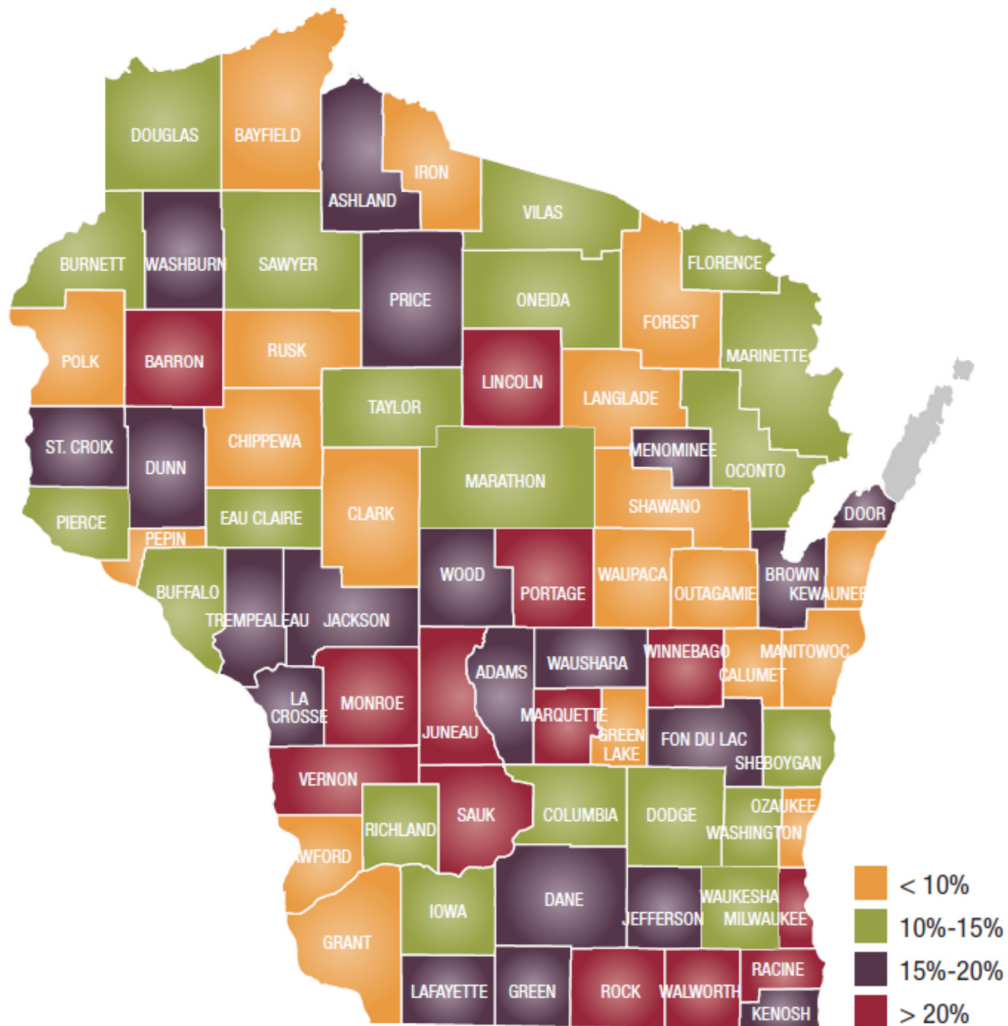 DOUGLAS
BAYFIELD
IRON
ASHLAND
VILAS
BURNETT
WASHBURN
SAWYER
FLORENCE
PRICE
ONEIDA
FOREST
RUSK
POLK
BARRON
MARINETTE
LINCOLN
LANGLADE
TAYLOR
ST. CROIX
CHIPPEWA
MENOMINEE
DUNN
OCONTO
MARATHON
SHAWANO
CLARK
DOOR
EAU CLAIRE
PIERCE
PEPIN
WOOD
WAUPACA
BROWN
BUFFALO
PORTAGE
OUTAGAMIE
KEWAUNEE
TREMPEALEAU
JACKSON
WINNEBAGO
MANITOWOC
WAUSHARA
ADAMS
CALUMET
LA
CROSSE
MONROE
MARQUETTE
JUNEAU
GREEN
LAKE
FON DU LAC
SHEBOYGAN
VERNON
OZAUKEE
SAUK
COLUMBIA
DODGE
RICHLAND
WASHINGTON
AWFORD
WAUKESHA
DANE
IOWA
JEFFERSON
MILWAUKEE
GRANT
RACINE
LAFAYETTE
GREEN
ROCK
WALWORTH
KENOSH
< 10%
10%-15%
15%-20%
> 20%